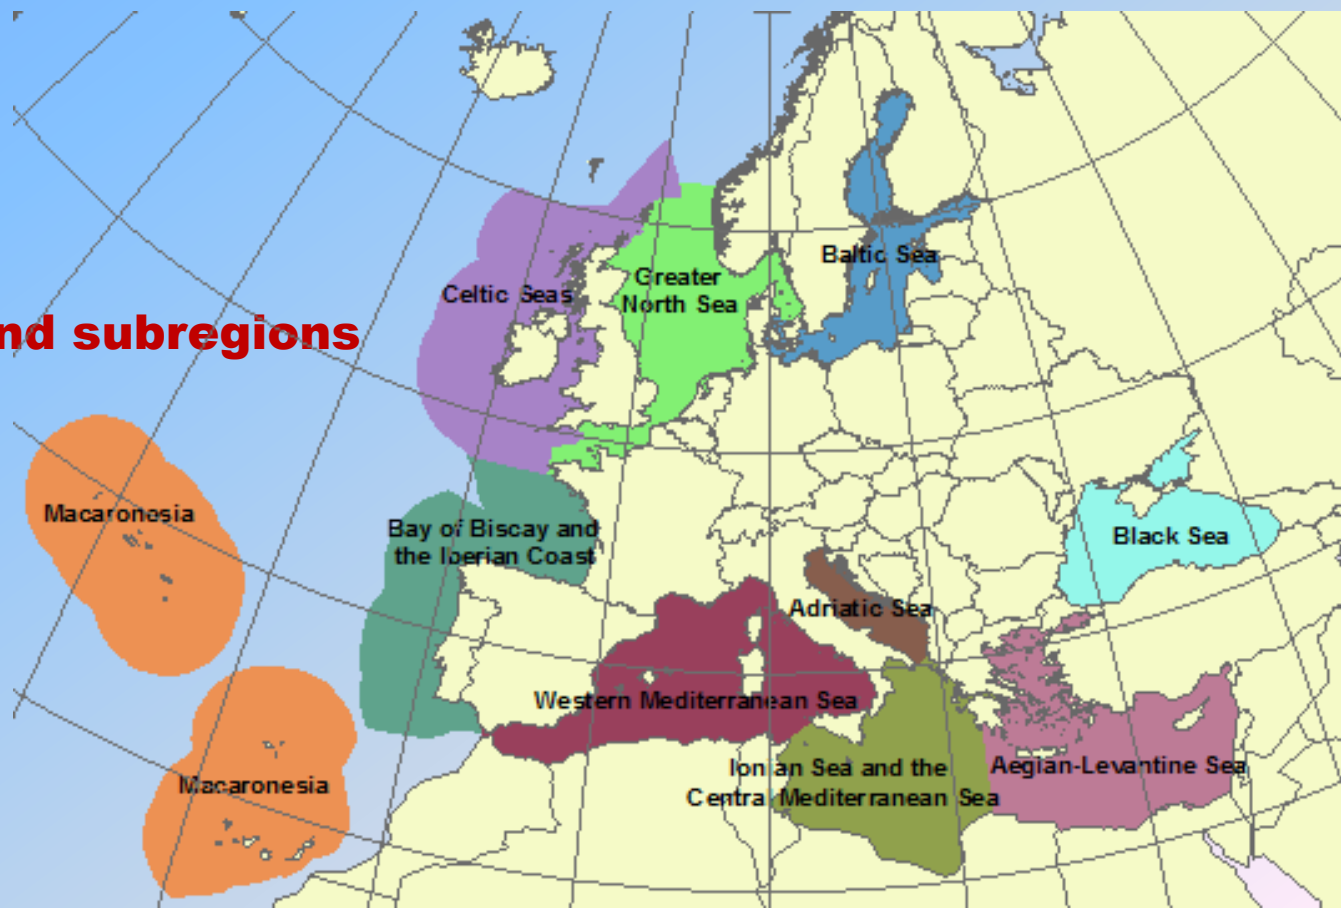 Baltic Sea
Greater
North Sea
Celtic Seas
nd subregions
Macaronesia
Bay of Biscay and
the Iberian Coast
Black Sea
Adriatic Sea
Western Mediterranean Sea
Ionian Sea and the
Central Mediterranean Sea
Aegian-Levantine Sea
Macaronesia